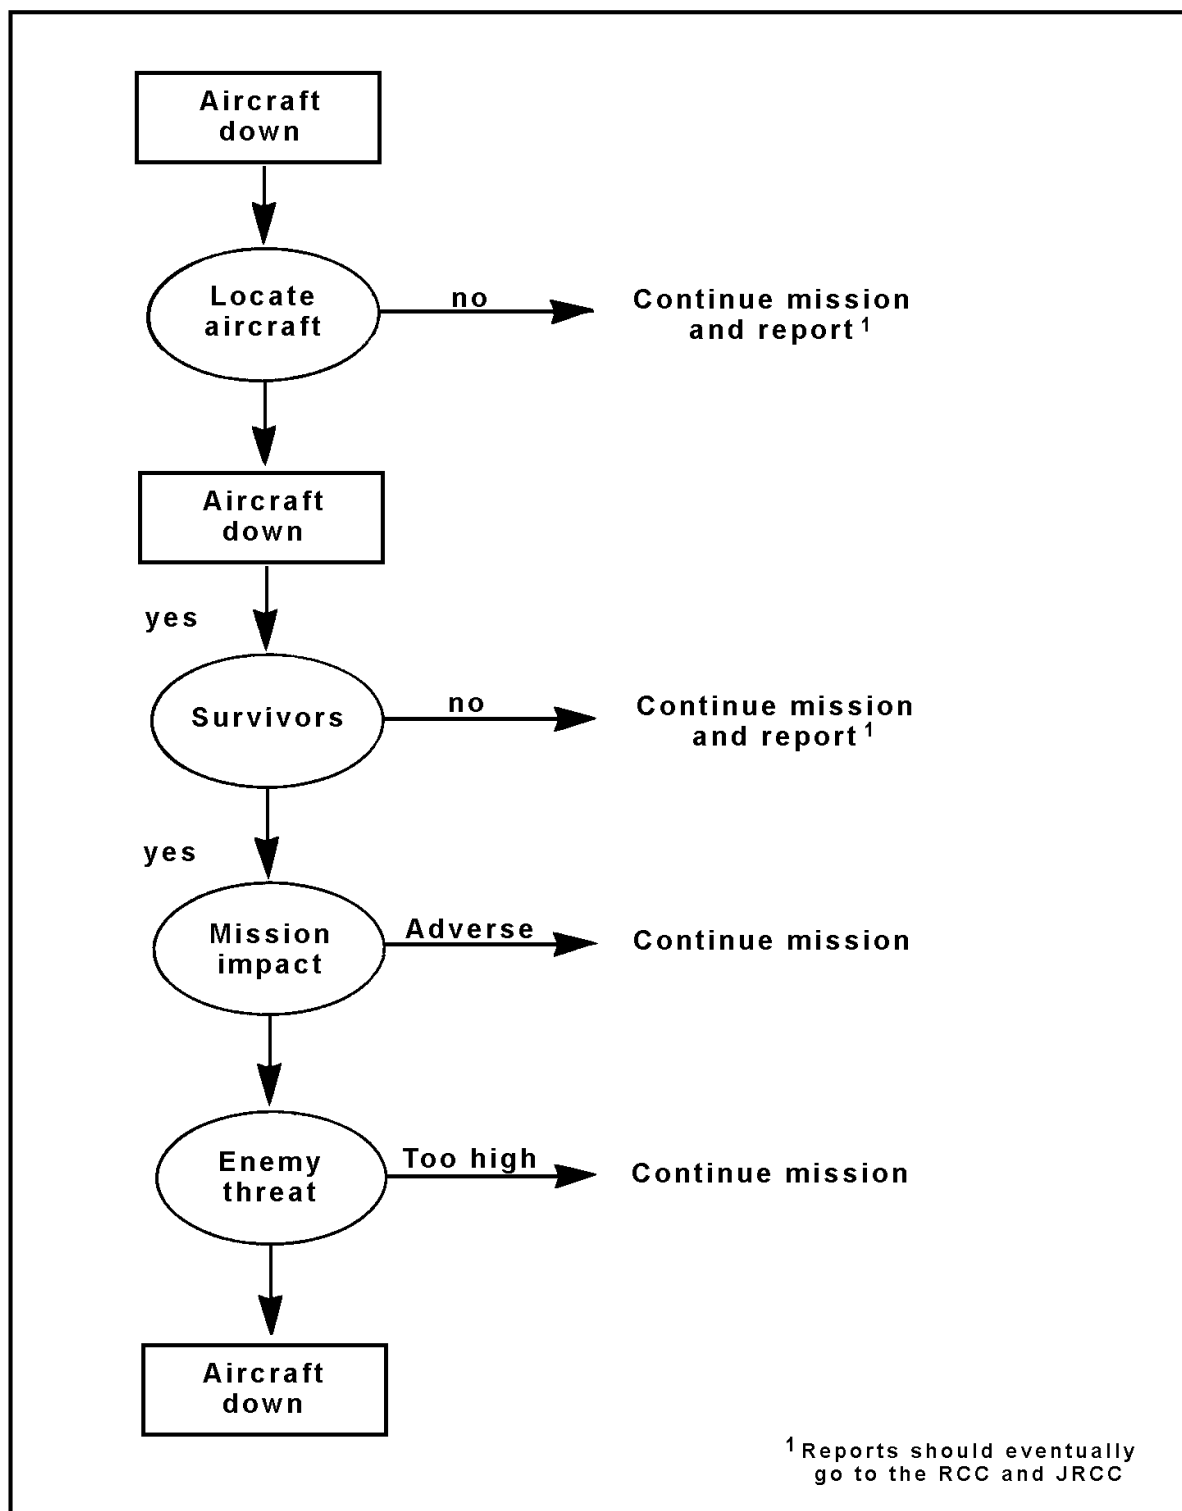 Aircraft
down
Locate
aircraft
no
Continue mission
and report 1
Aircraft
down
yes
Survivors
no
Continue mission
and report 1
yes
Mission
impact
Adverse
Continue mission
Enemy
threat
Too high
Continue mission
Aircraft
down
1 Reports should eventually
go to the RCC and JRCC